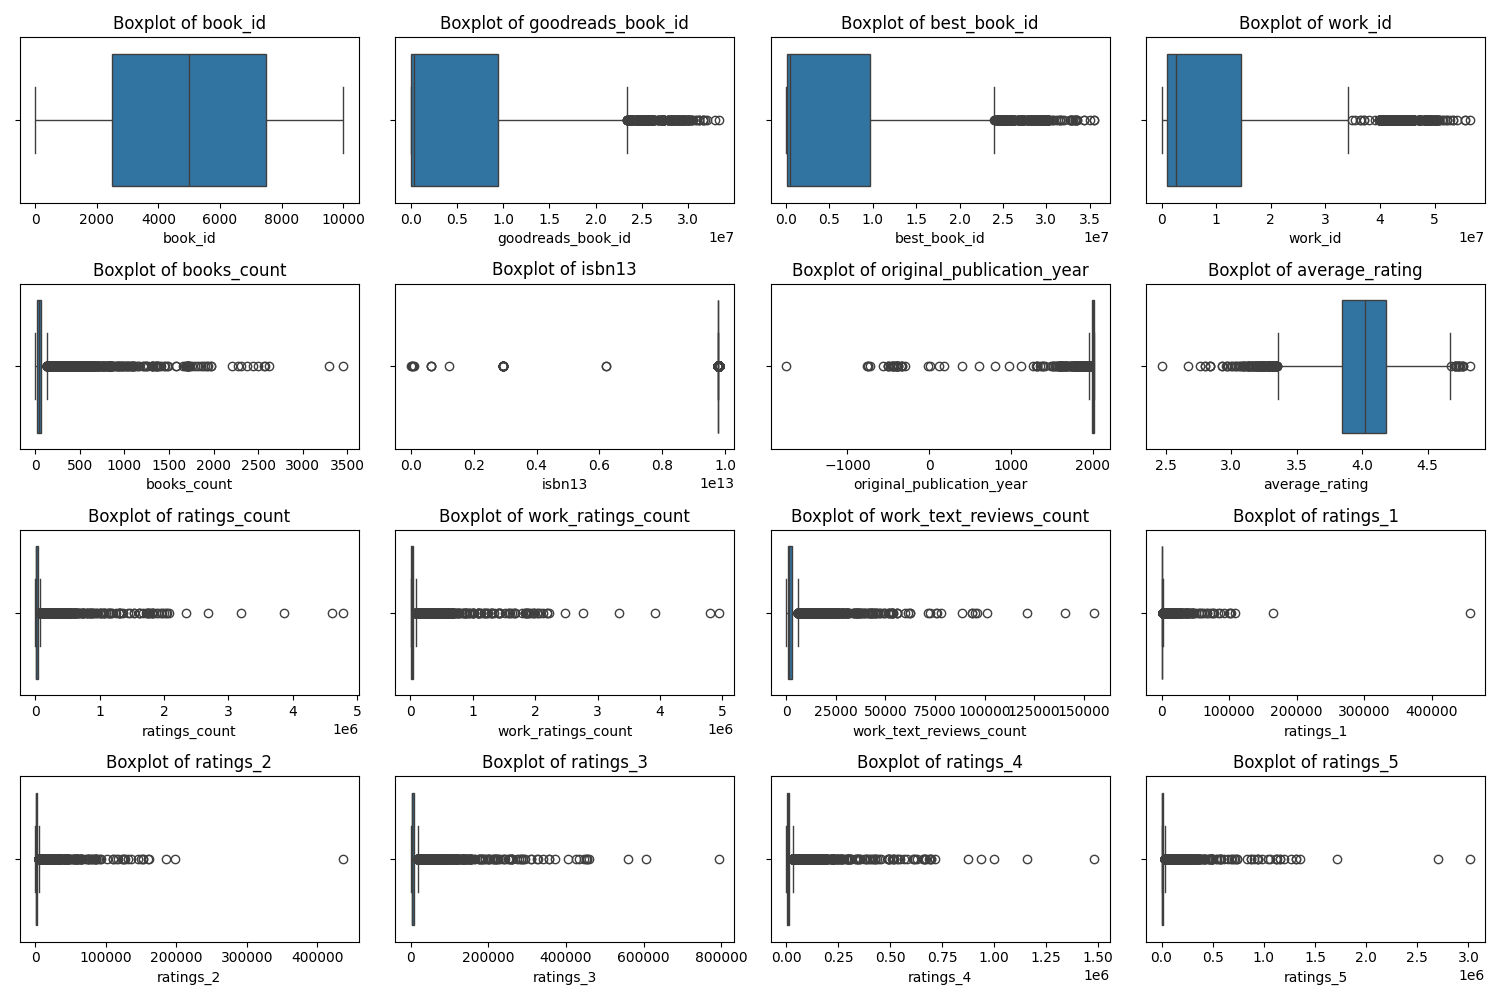 Boxplot of book_id
Boxplot of goodreads_book_id
Boxplot of best_book_id
Boxplot of work_id
0 2000 4000 6000 8000 10000
0.0 0.5 1.0 1.5 2.0 2.5 3.0
0.0 0.5 1.0 1.5 2.0 2.5 3.0 3.5
0 1 2 3 4 5
1e7
1e7
1e7
book_id
goodreads_book_id
best_book_id
work_id
Boxplot of books_count
Boxplot of isbn13
Boxplot of original_publication_year
Boxplot of average_rating
0 500 1000 1500 2000 2500 3000 3500
0.0 0.2 0.4 0.6 0.8 1.0
−1000 0 1000 2000
2.5 3.0 3.5 4.0 4.5
1e13
books_count
isbn13
original_publication_year
average_rating
Boxplot of ratings_count
Boxplot of work_ratings_count
Boxplot of work_text_reviews_count
Boxplot of ratings_1
0 1 2 3 4 5
0 1 2 3 4 5
0 25000 50000 75000 100000 125000 150000
0 100000 200000 300000 400000
1e6
1e6
ratings_count
work_ratings_count
work_text_reviews_count
ratings_1
Boxplot of ratings_2
Boxplot of ratings_3
Boxplot of ratings_4
Boxplot of ratings_5
0 100000 200000 300000 400000
0 200000 400000 600000 800000
0.00 0.25 0.50 0.75 1.00 1.25 1.50
0.0 0.5 1.0 1.5 2.0 2.5 3.0
1e6
1e6
ratings_2
ratings_3
ratings_4
ratings_5